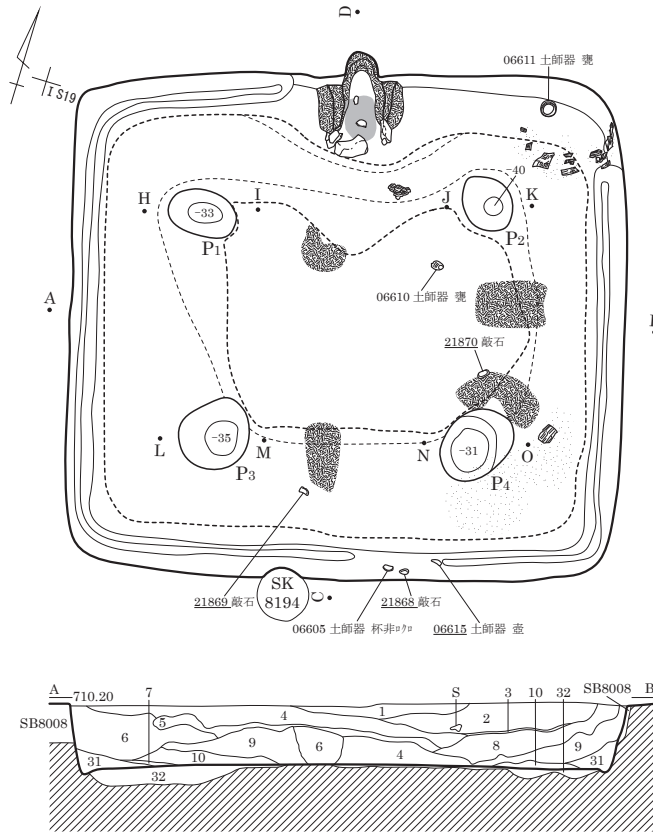 D
06611 土師器 甕
I S19
-40
H
I
J
K
-33
P1
P2
06610 土師器 甕
A
21870 敲石
-35
-31
L
M
N
O
P3
P4
SK
8194
C
21869 敲石
21868 敲石
06605 土師器 杯非ロクロ
06615 土師器 壺
A
710.20
7
S
3
10
32
SB8008
B
SB8008
5
4
1
2
6
9
6
4
8
9
31
10
31
32